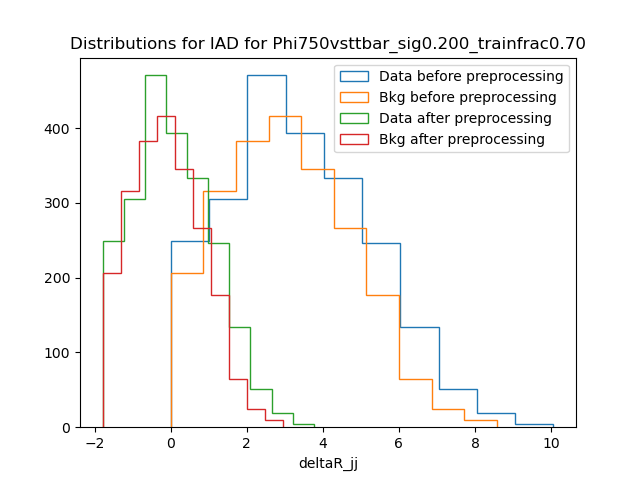 Distributions for IAD for Phi750vsttbar_sig0.200_trainfrac0.70
Data before preprocessing
Bkg before preprocessing
Data after preprocessing
Bkg after preprocessing
400
300
200
100
0
−2 0 2 4 6 8 10
deltaR_jj